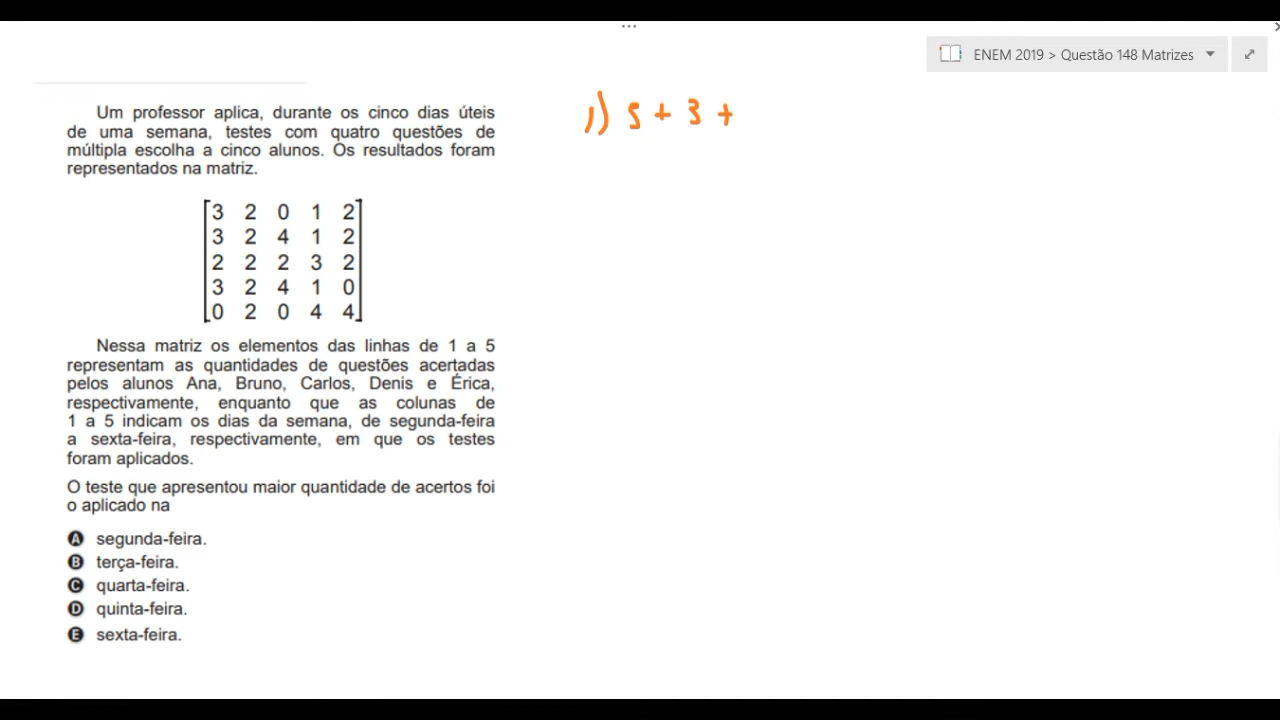 ...
ENEM 2019 > Questão 148 Matrizes
Um professor aplica, durante os cinco dias úteis
de uma semana, testes com quatro questões de
múltipla escolha a cinco alunos. Os resultados foram
representados na matriz.
3 2 0 1 2
3 2 4 1 2
2 2 2 3 2
3 2 4 1 0
0 2 0 4 4
Nessa matriz os elementos das linhas de 1 a 5
representam as quantidades de questões acertadas
pelos alunos Ana, Bruno, Carlos, Denis e Érica,
respectivamente, enquanto que as colunas de
1 a 5 indicam os dias da semana, de segunda-feira
a sexta-feira, respectivamente, em que os testes
foram aplicados.
O teste que apresentou maior quantidade de acertos foi
o aplicado na
A segunda-feira.
B terça-feira.
C quarta-feira.
D quinta-feira.
E sexta-feira.
1) 3 + 3 +